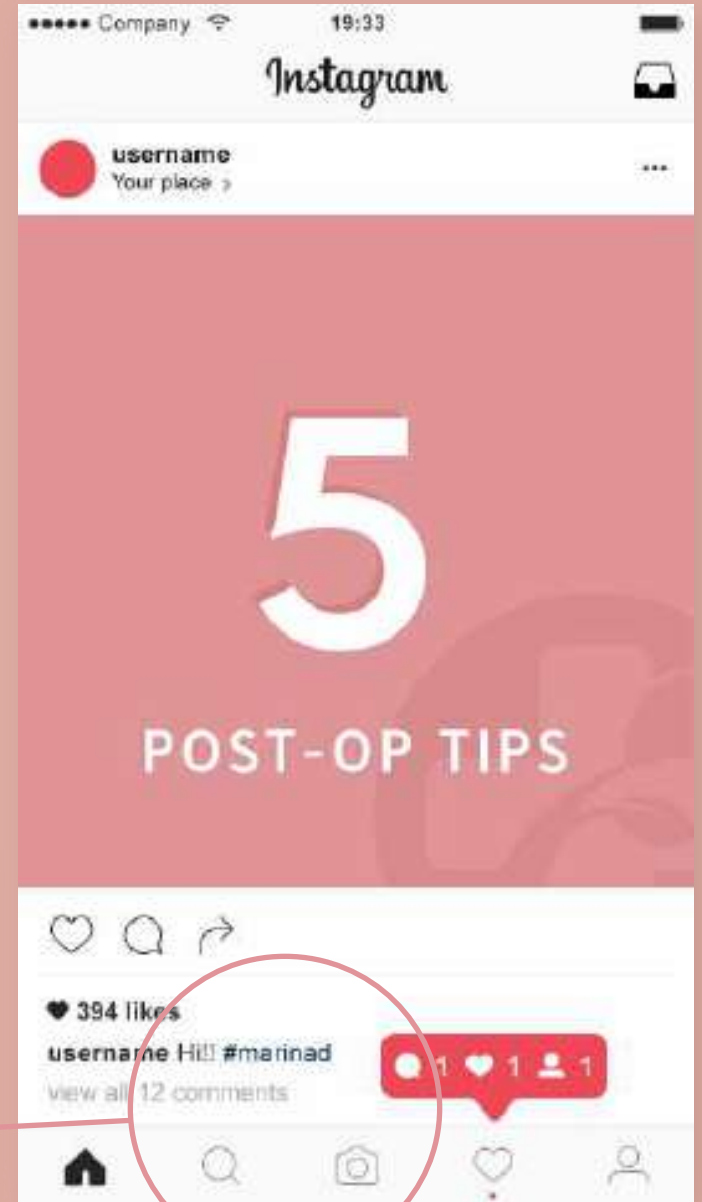 Company 19:33
Instagram
username
Your place >
...
5
POST-OP TIPS
394 likes
username Hi!! #marinad
view all 12 comments
1 1 1